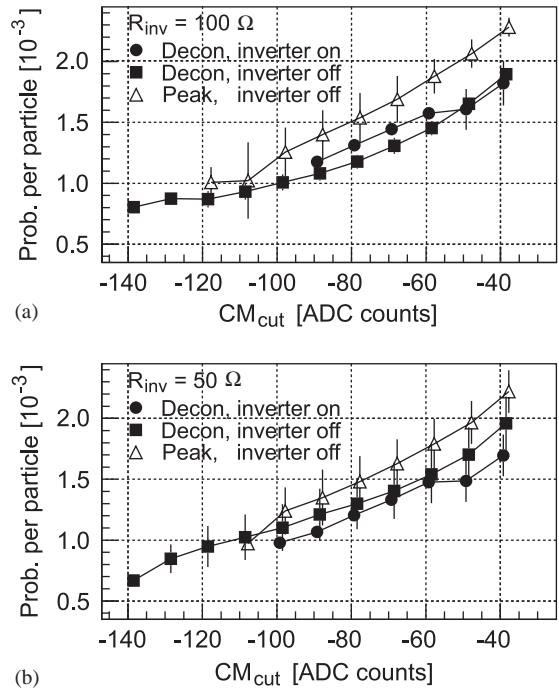 R_inv = 100 Ω
Decon, inverter on
Decon, inverter off
Peak, inverter off
Prob. per particle [10^-3]
2.0
1.5
1.0
0.5
-140 -120 -100 -80 -60 -40
(a)
CM_cut [ADC counts]
R_inv = 50 Ω
Decon, inverter on
Decon, inverter off
Peak, inverter off
Prob. per particle [10^-3]
2.0
1.5
1.0
0.5
-140 -120 -100 -80 -60 -40
(b)
CM_cut [ADC counts]